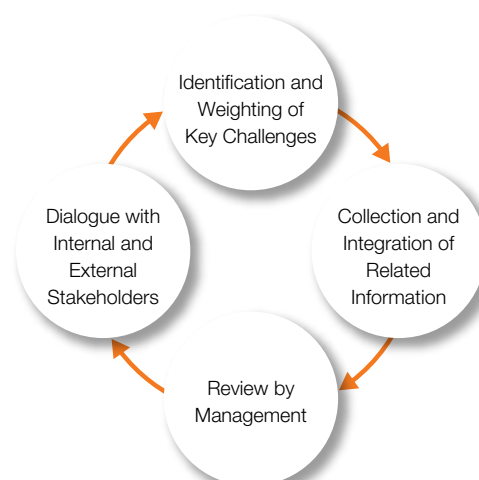 Identification and
Weighting of
Key Challenges
Collection and
Integration of
Related
Information
Review by
Management
Dialogue with
Internal and
External
Stakeholders